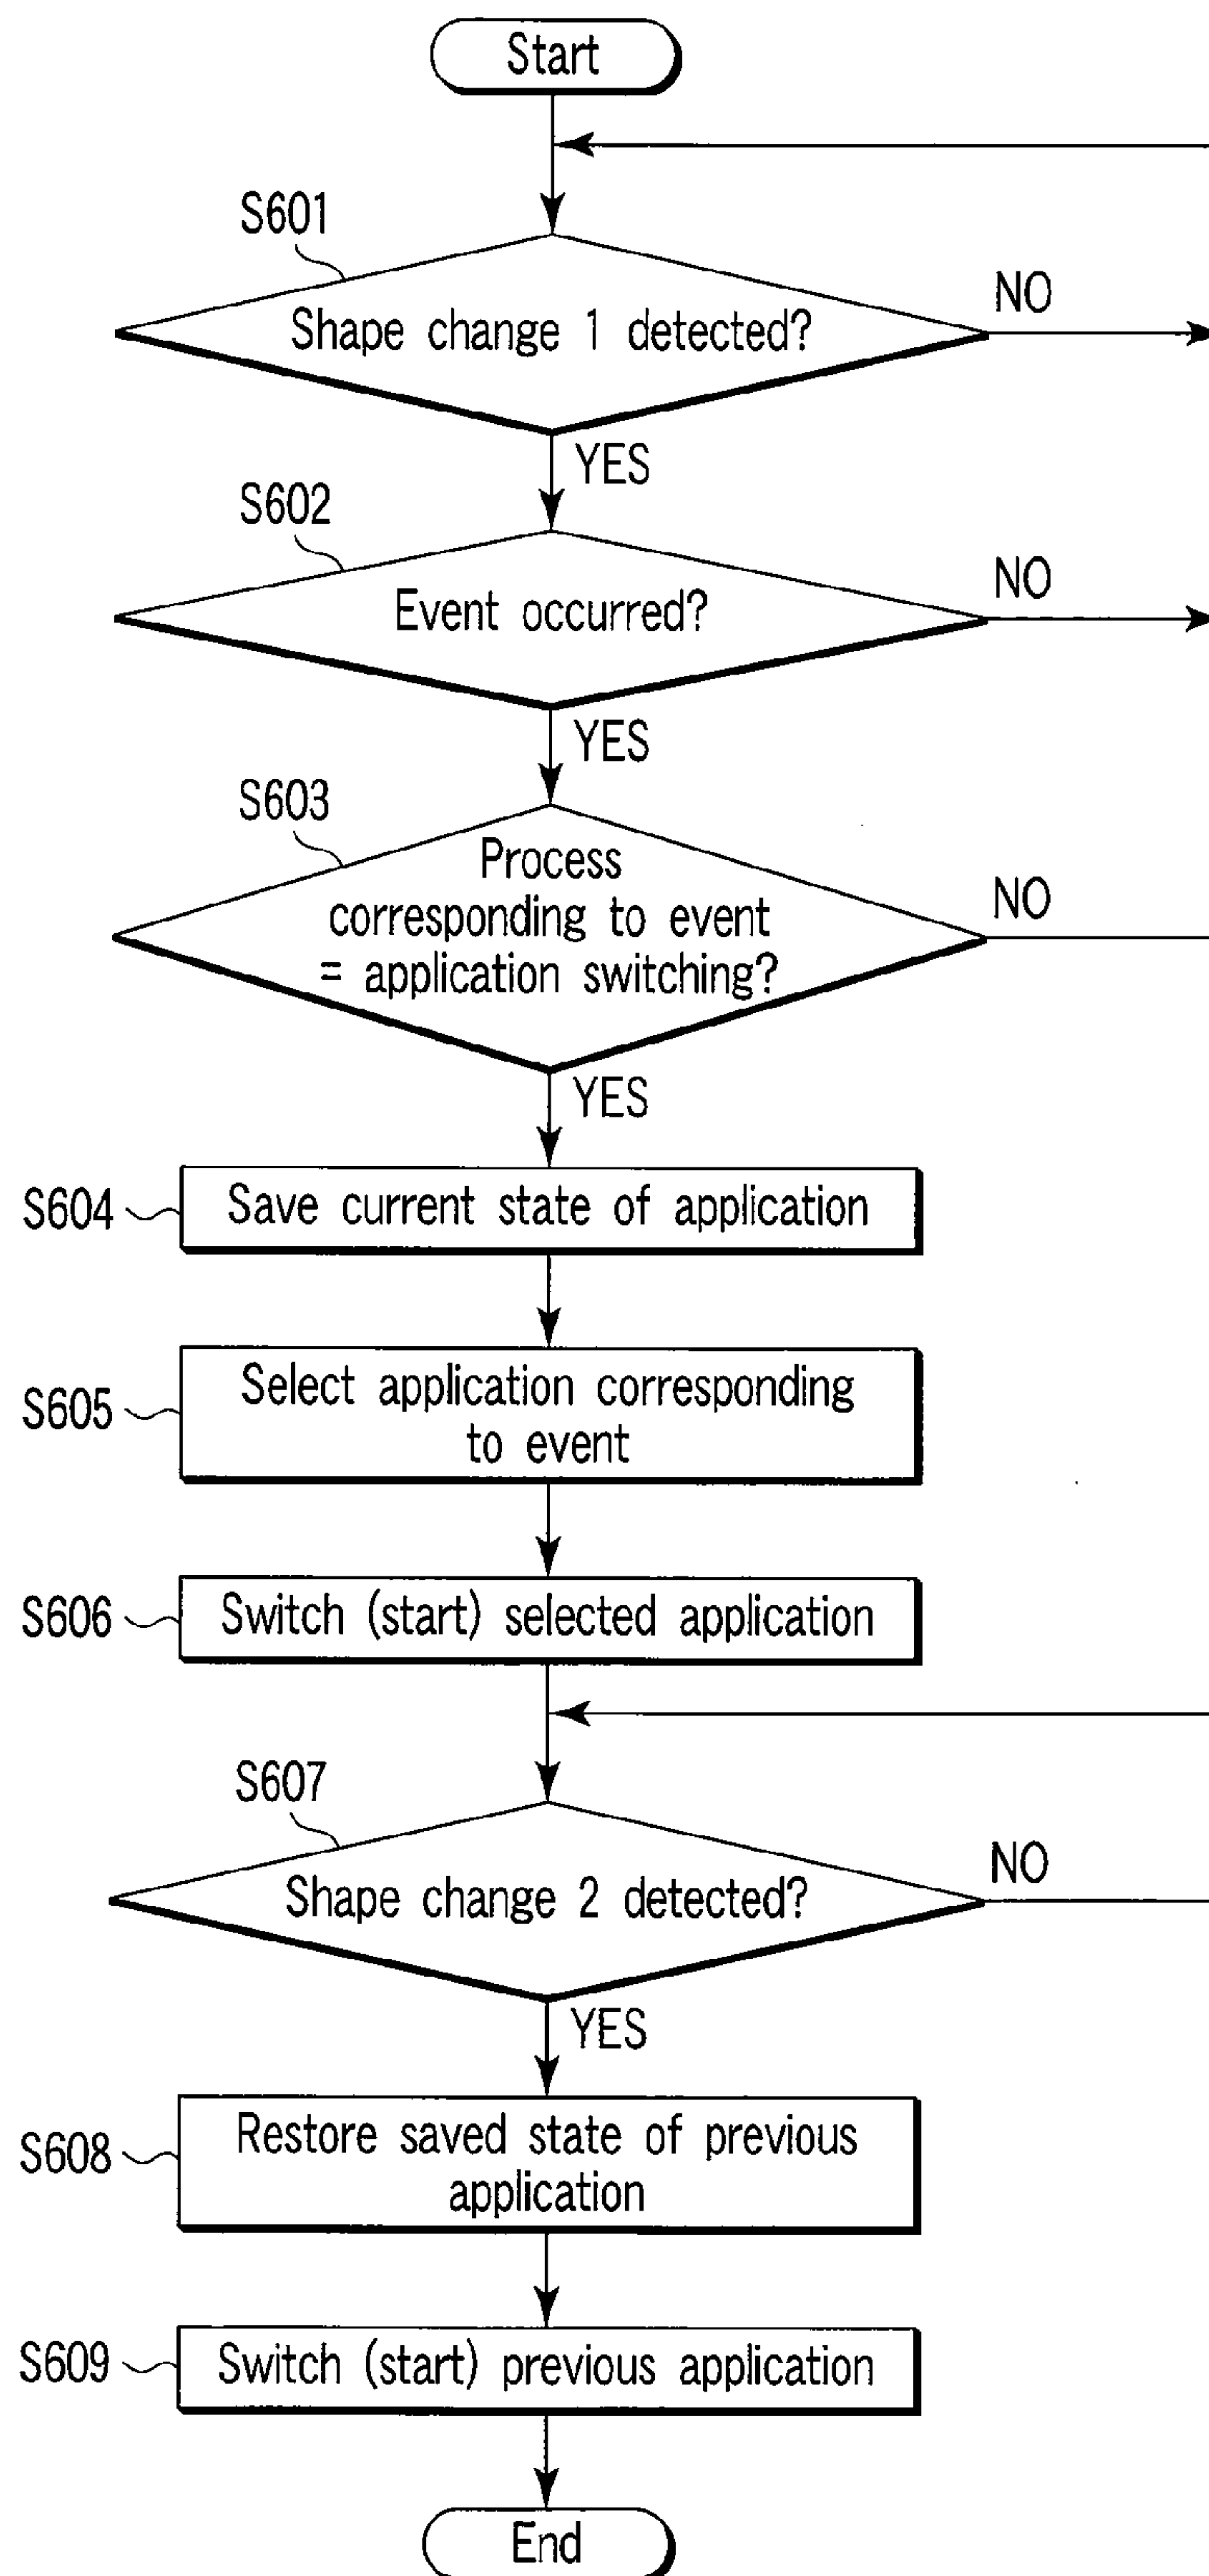 Start
S601
Shape change 1 detected?
NO
YES
S602
Event occurred?
NO
YES
S603
Process
corresponding to event
= application switching?
NO
YES
S604
Save current state of application
S605
Select application corresponding
to event
S606
Switch (start) selected application
S607
Shape change 2 detected?
NO
YES
S608
Restore saved state of previous
application
S609
Switch (start) previous application
End